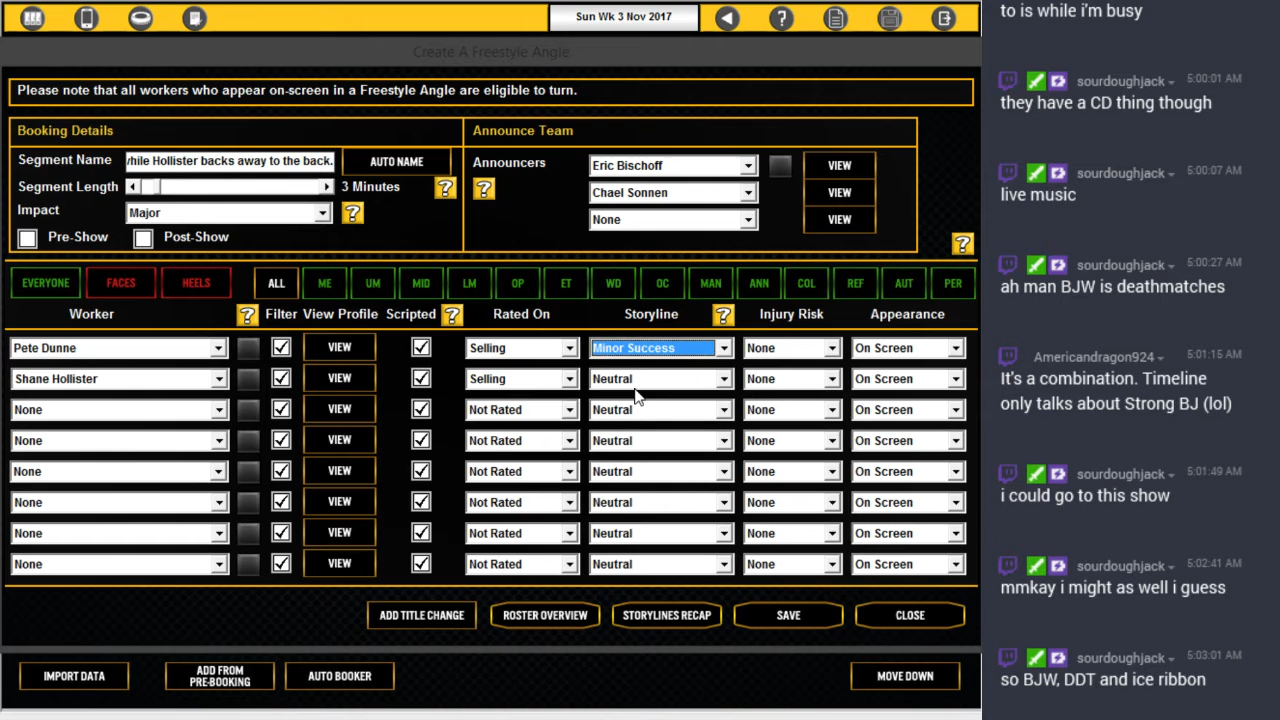 Sun Wk 3 Nov 2017
Create A Freestyle Angle
Please note that all workers who appear on-screen in a Freestyle Angle are eligible to turn.
Booking Details
Segment Name
while Hollister backs away to the back.
AUTO NAME
Segment Length
3 Minutes
?
Impact
Major
?
Pre-Show
Post-Show
Announce Team
Announcers
?
Eric Bischoff
VIEW
Chael Sonnen
VIEW
None
VIEW
?
EVERYONE FACES HEELS ALL ME UM MID LM OP ET WD OC MAN ANN COL REF AUT PER
Worker ? Filter View Profile Scripted ? Rated On Storyline ? Injury Risk Appearance
Pete Dunne VIEW Selling Minor Success None On Screen
Shane Hollister VIEW Selling Neutral None On Screen
None VIEW Not Rated Neutral None On Screen
None VIEW Not Rated Neutral None On Screen
None VIEW Not Rated Neutral None On Screen
None VIEW Not Rated Neutral None On Screen
None VIEW Not Rated Neutral None On Screen
None VIEW Not Rated Neutral None On Screen
ADD TITLE CHANGE ROSTER OVERVIEW STORYLINES RECAP SAVE CLOSE
IMPORT DATA
ADD FROM
PRE-BOOKING
AUTO BOOKER
MOVE DOWN
to is while i'm busy
sourdoughjack 5:00:01 AM
they have a CD thing though
sourdoughjack 5:00:07 AM
live music
sourdoughjack 5:00:27 AM
ah man BJW is deathmatches
Americandragon924 5:01:15 AM
It's a combination. Timeline
only talks about Strong BJ (lol)
sourdoughjack 5:01:49 AM
i could go to this show
sourdoughjack 5:02:41 AM
mmkay i might as well i guess
sourdoughjack 5:03:01 AM
so BJW, DDT and ice ribbon